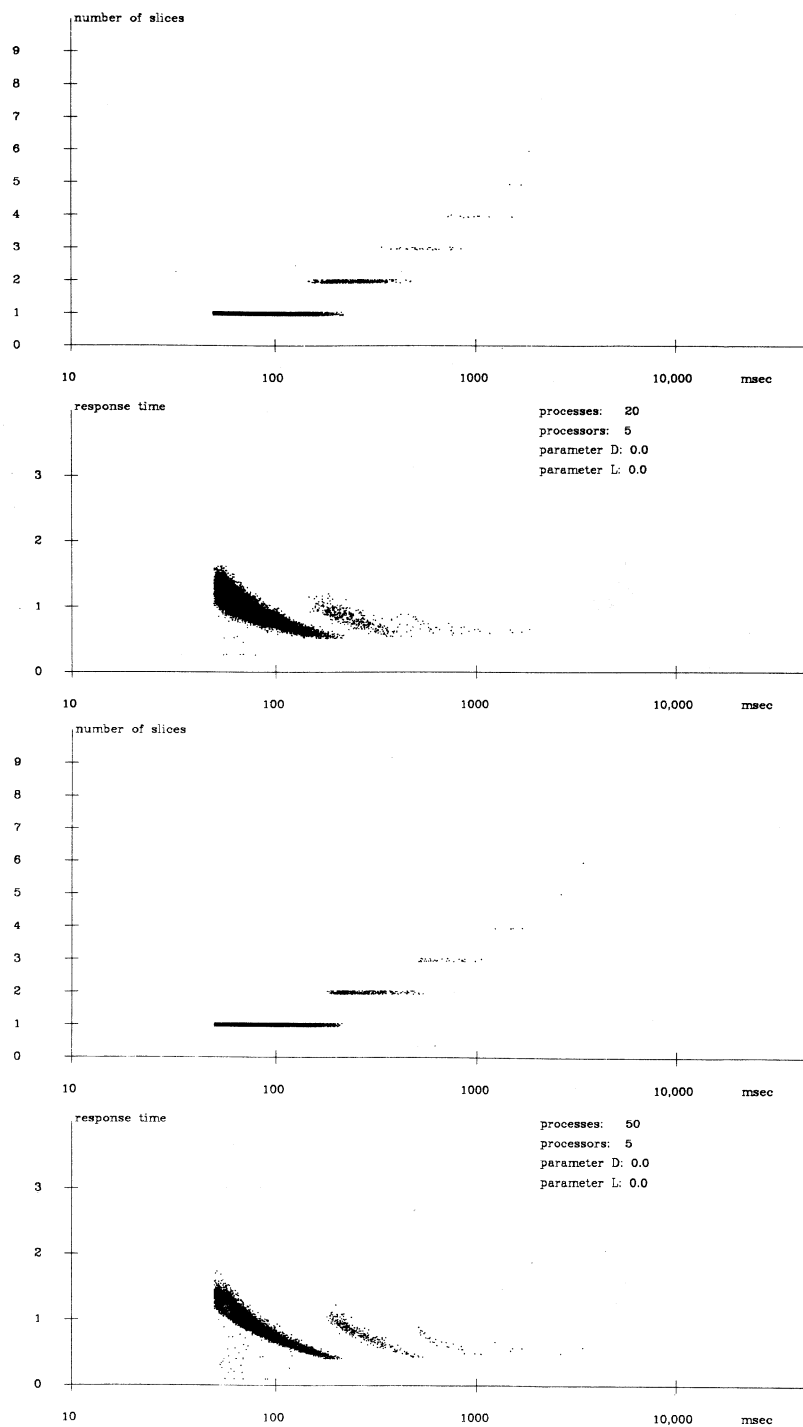 number of slices
9
8
7
6
5
4
3
2
1
0
10 100 1000 10,000 msec
response time
processes: 20
processors: 5
parameter D: 0.0
parameter L: 0.0
3
2
1
0
10 100 1000 10,000 msec
number of slices
9
8
7
6
5
4
3
2
1
0
10 100 1000 10,000 msec
response time
processes: 50
processors: 5
parameter D: 0.0
parameter L: 0.0
3
2
1
0
10 100 1000 10,000 msec